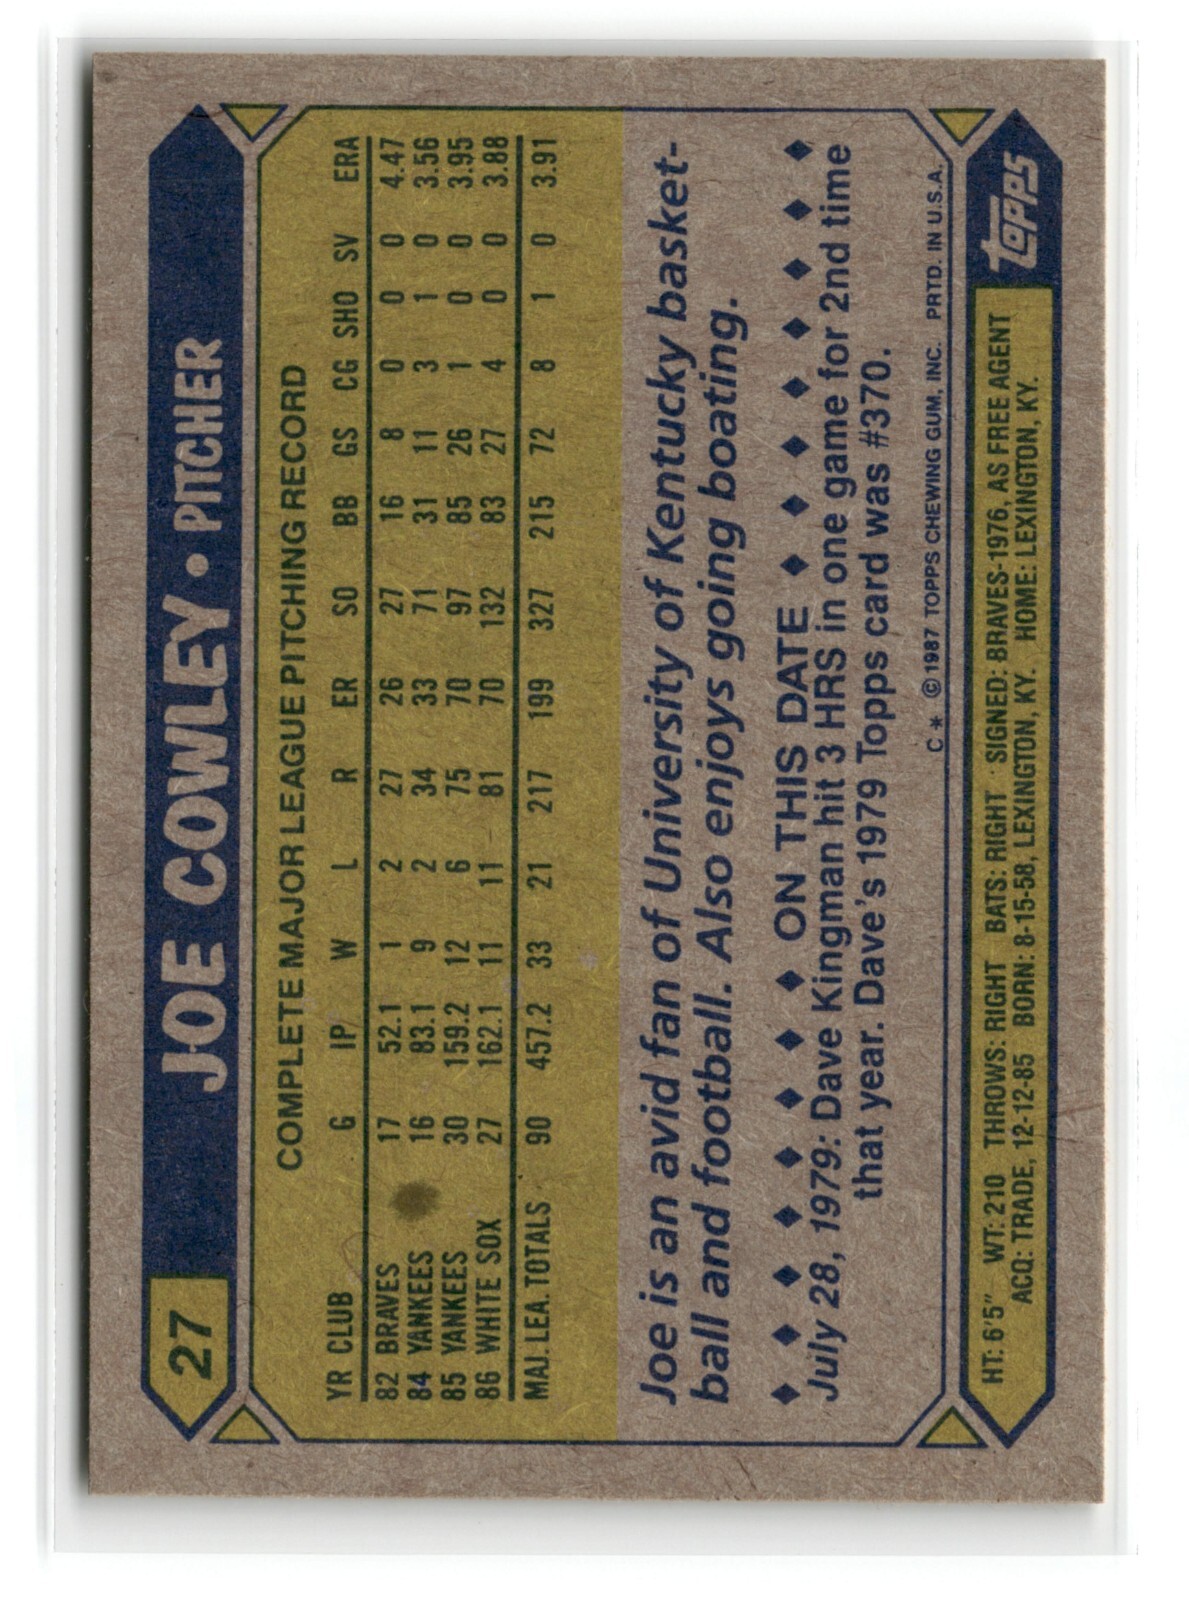 27 JOE COWLEY • PITCHER
COMPLETE MAJOR LEAGUE PITCHING RECORD
YR CLUB G IP W L R ER SO BB GS CG SHO SV ERA
82 BRAVES 17 52.1 1 2 27 26 27 16 8 0 0 0 4.47
84 YANKEES 16 83.1 9 2 34 33 71 31 11 3 1 0 3.56
85 YANKEES 30 159.2 12 6 75 70 97 85 26 1 0 0 3.95
86 WHITE SOX 27 162.1 11 11 81 70 132 83 27 4 0 0 3.88
MAJ. LEA. TOTALS 90 457.2 33 21 217 199 327 215 72 8 1 0 3.91
Joe is an avid fan of University of Kentucky basket-
ball and football. Also enjoys going boating.
◆ ◆ ◆ ◆ ◆ ◆ ◆ ◆ ON THIS DATE ◆ ◆ ◆ ◆ ◆ ◆ ◆ ◆
July 28, 1979: Dave Kingman hit 3 HRS in one game for 2nd time
that year. Dave's 1979 Topps card was #370.
C * © 1987 TOPPS CHEWING GUM, INC. PRTD. IN U.S.A.
HT: 6'5" WT: 210 THROWS: RIGHT BATS: RIGHT SIGNED: BRAVES-1976, AS FREE AGENT
ACQ: TRADE, 12-12-85 BORN: 8-15-58, LEXINGTON, KY. HOME: LEXINGTON, KY.
TOPPS